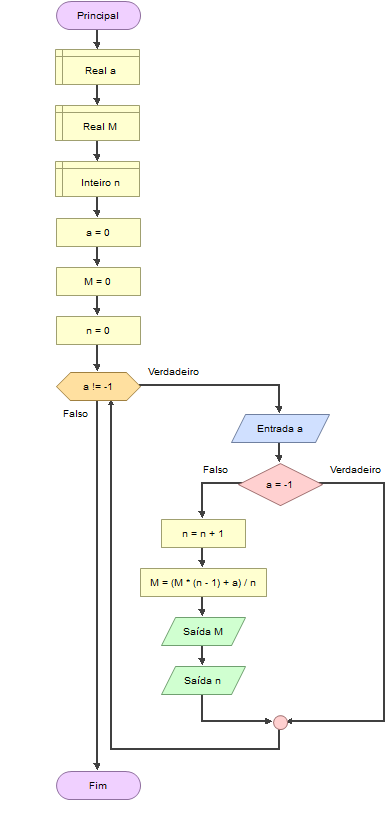 Principal
Real a
Real M
Inteiro n
a = 0
M = 0
n = 0
a != -1
Verdadeiro
Falso
Entrada a
a = -1
Falso
Verdadeiro
n = n + 1
M = (M * (n - 1) + a) / n
Saída M
Saída n
Fim